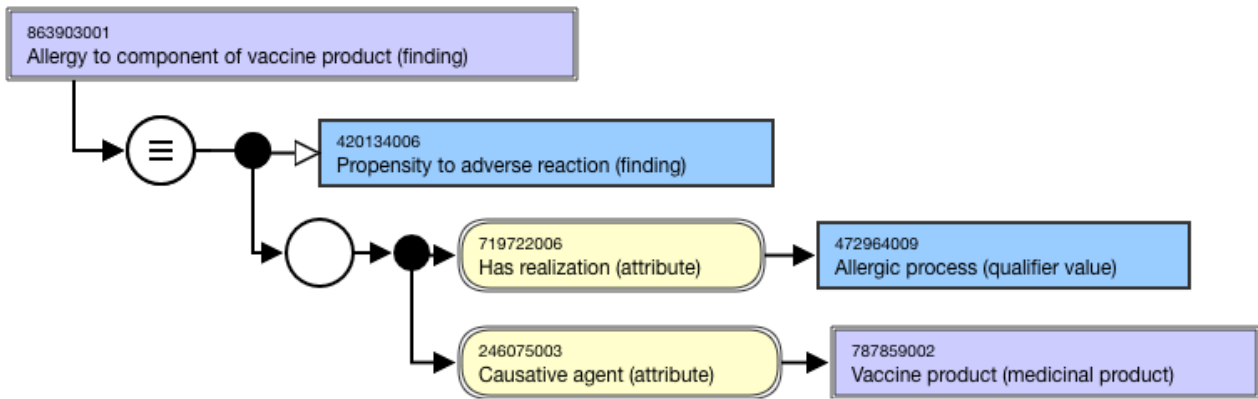 863903001
Allergy to component of vaccine product (finding)
420134006
Propensity to adverse reaction (finding)
719722006
Has realization (attribute)
472964009
Allergic process (qualifier value)
246075003
Causative agent (attribute)
787859002
Vaccine product (medicinal product)